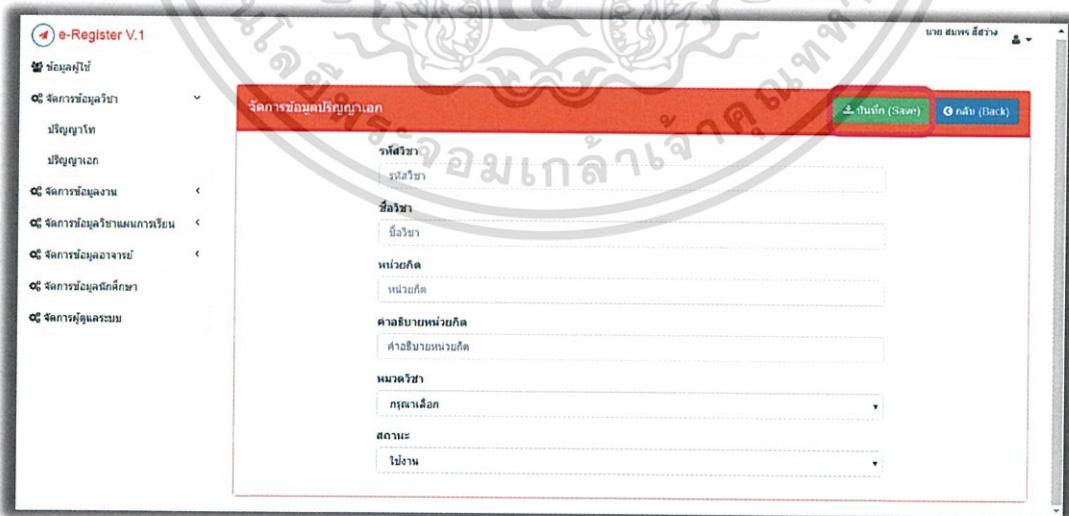 e-Register V.1
นาย สมพร สีสว่าง
ข้อมูลผู้ใช้
จัดการข้อมูลวิชา
ปริญญาโท
ปริญญาเอก
จัดการข้อมูลงาน
จัดการข้อมูลวิชาแผนการเรียน
จัดการข้อมูลอาจารย์
จัดการข้อมูลนักศึกษา
จัดการผู้ดูแลระบบ
จัดการข้อมูลปริญญาเอก
บันทึก (Save)
กลับ (Back)
รหัสวิชา
รหัสวิชา
ชื่อวิชา
ชื่อวิชา
หน่วยกิต
หน่วยกิต
คำอธิบายหน่วยกิต
คำอธิบายหน่วยกิต
หมวดวิชา
กรุณาเลือก
สถานะ
ใช้งาน